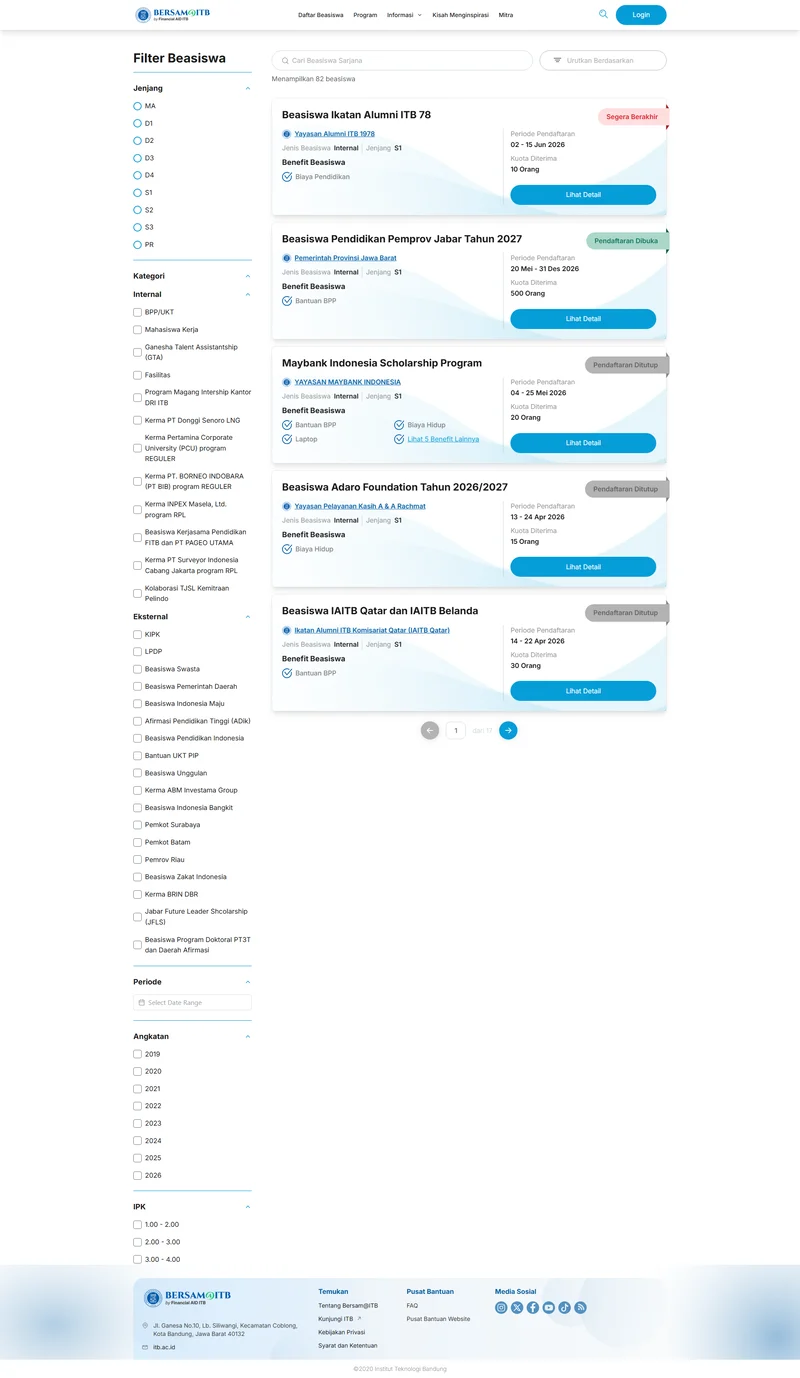 BERSAM@ITB
by Financial AID ITB
Daftar Beasiswa
Program
Informasi
Kisah Menginspirasi
Mitra
Login
Filter Beasiswa
Jenjang
MA
D1
D2
D3
D4
S1
S2
S3
PR
Kategori
Internal
BPP/UKT
Mahasiswa Kerja
Ganesha Talent Assistantship
(GTA)
Fasilitas
Program Magang Intership Kantor
DRI ITB
Kerma PT Donggi Senoro LNG
Kerma Pertamina Corporate
University (PCU) program
REGULER
Kerma PT. BORNEO INDOBARA
(PT BIB) program REGULER
Kerma INPEX Masela, Ltd.
program RPL
Beasiswa Kerjasama Pendidikan
FITB dan PT PAGEO UTAMA
Kerma PT Surveyor Indonesia
Cabang Jakarta program RPL
Kolaborasi TJSL Kemitraan
Pelindo
Eksternal
KIPK
LPDP
Beasiswa Swasta
Beasiswa Pemerintah Daerah
Beasiswa Indonesia Maju
Afirmasi Pendidikan Tinggi (ADik)
Beasiswa Pendidikan Indonesia
Bantuan UKT PIP
Beasiswa Unggulan
Kerma ABM Investama Group
Beasiswa Indonesia Bangkit
Pemkot Surabaya
Pemkot Batam
Pemrov Riau
Beasiswa Zakat Indonesia
Kerma BRIN DBR
Jabar Future Leader Shcolarship
(JFLS)
Beasiswa Program Doktoral PT3T
dan Daerah Afirmasi
Periode
Select Date Range
Angkatan
2019
2020
2021
2022
2023
2024
2025
2026
IPK
1.00 - 2.00
2.00 - 3.00
3.00 - 4.00
Cari Beasiswa Sarjana
Urutkan Berdasarkan
Menampilkan 82 beasiswa
Beasiswa Ikatan Alumni ITB 78
Segera Berakhir
Yayasan Alumni ITB 1978
Jenis Beasiswa Internal Jenjang S1
Benefit Beasiswa
Biaya Pendidikan
Periode Pendaftaran
02 - 15 Jun 2026
Kuota Diterima
10 Orang
Lihat Detail
Beasiswa Pendidikan Pemprov Jabar Tahun 2027
Pendaftaran Dibuka
Pemerintah Provinsi Jawa Barat
Jenis Beasiswa Internal Jenjang S1
Benefit Beasiswa
Bantuan BPP
Periode Pendaftaran
20 Mei - 31 Des 2026
Kuota Diterima
500 Orang
Lihat Detail
Maybank Indonesia Scholarship Program
Pendaftaran Ditutup
YAYASAN MAYBANK INDONESIA
Jenis Beasiswa Internal Jenjang S1
Benefit Beasiswa
Bantuan BPP
Biaya Hidup
Laptop
Lihat 5 Benefit Lainnya
Periode Pendaftaran
04 - 25 Mei 2026
Kuota Diterima
20 Orang
Lihat Detail
Beasiswa Adaro Foundation Tahun 2026/2027
Pendaftaran Ditutup
Yayasan Pelayanan Kasih A & A Rachmat
Jenis Beasiswa Internal Jenjang S1
Benefit Beasiswa
Biaya Hidup
Periode Pendaftaran
13 - 24 Apr 2026
Kuota Diterima
15 Orang
Lihat Detail
Beasiswa IAITB Qatar dan IAITB Belanda
Pendaftaran Ditutup
Ikatan Alumni ITB Komisariat Qatar (IAITB Qatar)
Jenis Beasiswa Internal Jenjang S1
Benefit Beasiswa
Bantuan BPP
Periode Pendaftaran
14 - 22 Apr 2026
Kuota Diterima
30 Orang
Lihat Detail
1
dari 17
BERSAM@ITB
by Financial AID ITB
Jl. Ganesa No.10, Lb. Siliwangi, Kecamatan Coblong,
Kota Bandung, Jawa Barat 40132
itb.ac.id
Temukan
Tentang Bersam@ITB
Kunjungi ITB
Kebijakan Privasi
Syarat dan Ketentuan
Pusat Bantuan
FAQ
Pusat Bantuan Website
Media Sosial
©2020 Institut Teknologi Bandung